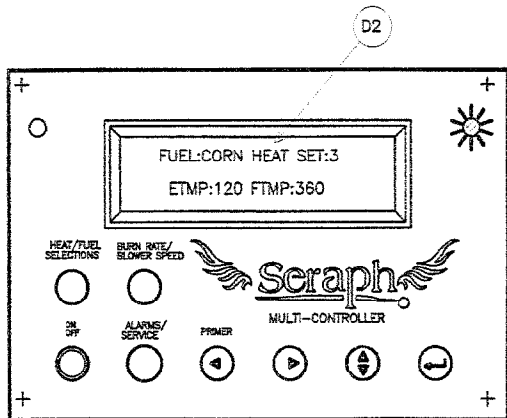 D2
FUEL:CORN HEAT SET:3
ETMP:120 FTMP:360
HEAT/FUEL
SELECTIONS
BURN RATE/
BLOWER SPEED
Seraph
MULTI-CONTROLLER
ON
OFF
ALARMS/
SERVICE
PRIMER